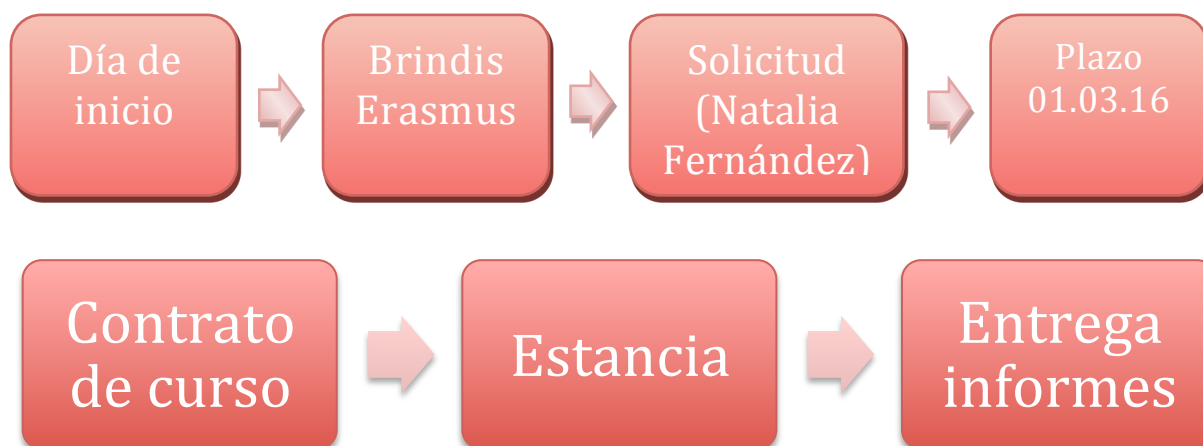 Día de
inicio
Brindis
Erasmus
Solicitud
(Natalia
Fernández)
Plazo
01.03.16
Contrato
de curso
Estancia
Entrega
informes